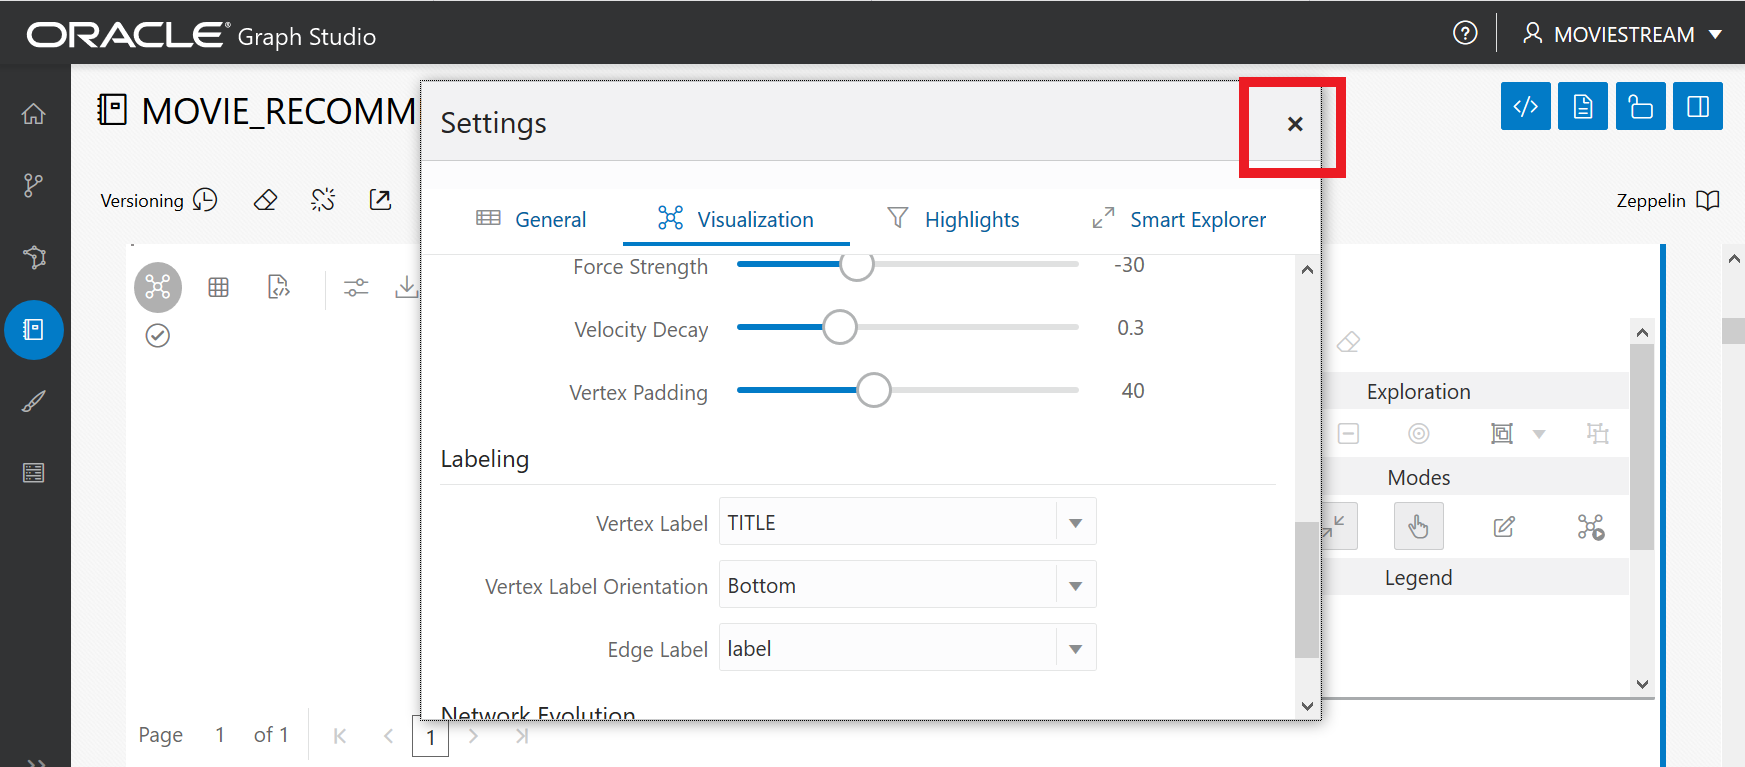 ORACLE® Graph Studio
MOVIESTREAM
MOVIE_RECOMM
Settings
Versioning
Zeppelin
General
Visualization
Highlights
Smart Explorer
Force Strength
-30
Velocity Decay
0.3
Vertex Padding
40
Exploration
Labeling
Modes
Vertex Label
TITLE
Vertex Label Orientation
Bottom
Legend
Edge Label
label
Network Evolution
Page 1 of 1
1